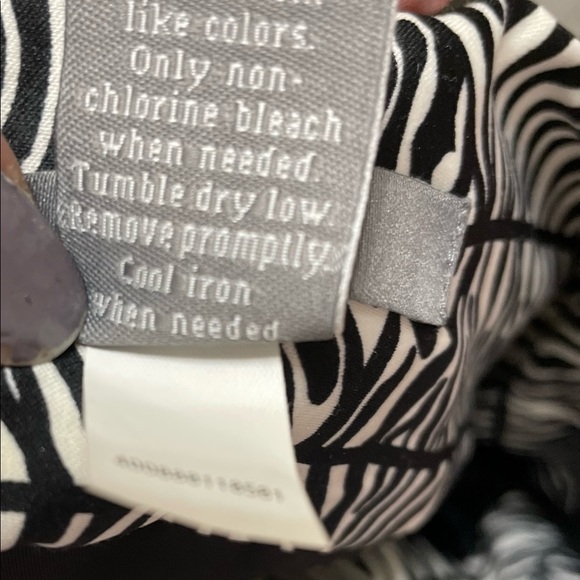 like colors.
Only non-
chlorine bleach
when needed.
Tumble dry low.
Remove promptly.
Cool iron
when needed